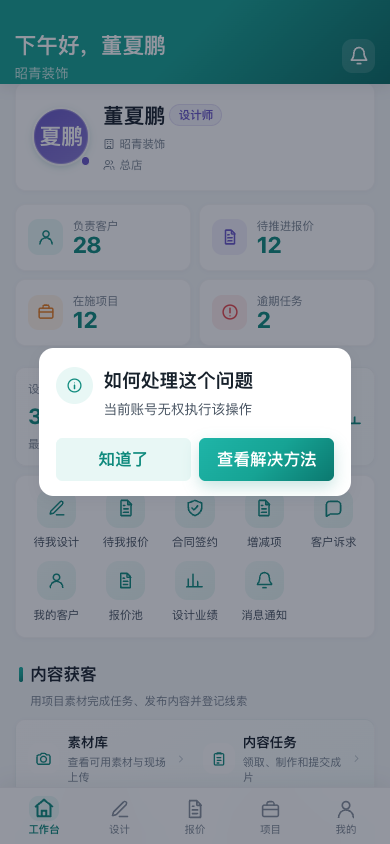 下午好，董夏鹏
昭青装饰
夏鹏
董夏鹏
设计师
昭青装饰
总店
负责客户
28
待推进报价
12
在施项目
12
逾期任务
2
如何处理这个问题
当前账号无权执行该操作
知道了
查看解决方法
待我设计
待我报价
合同签约
增减项
客户诉求
我的客户
报价池
设计业绩
消息通知
内容获客
用项目素材完成任务、发布内容并登记线索
素材库
查看可用素材与现场
上传
内容任务
领取、制作和提交成
片
工作台
设计
报价
项目
我的